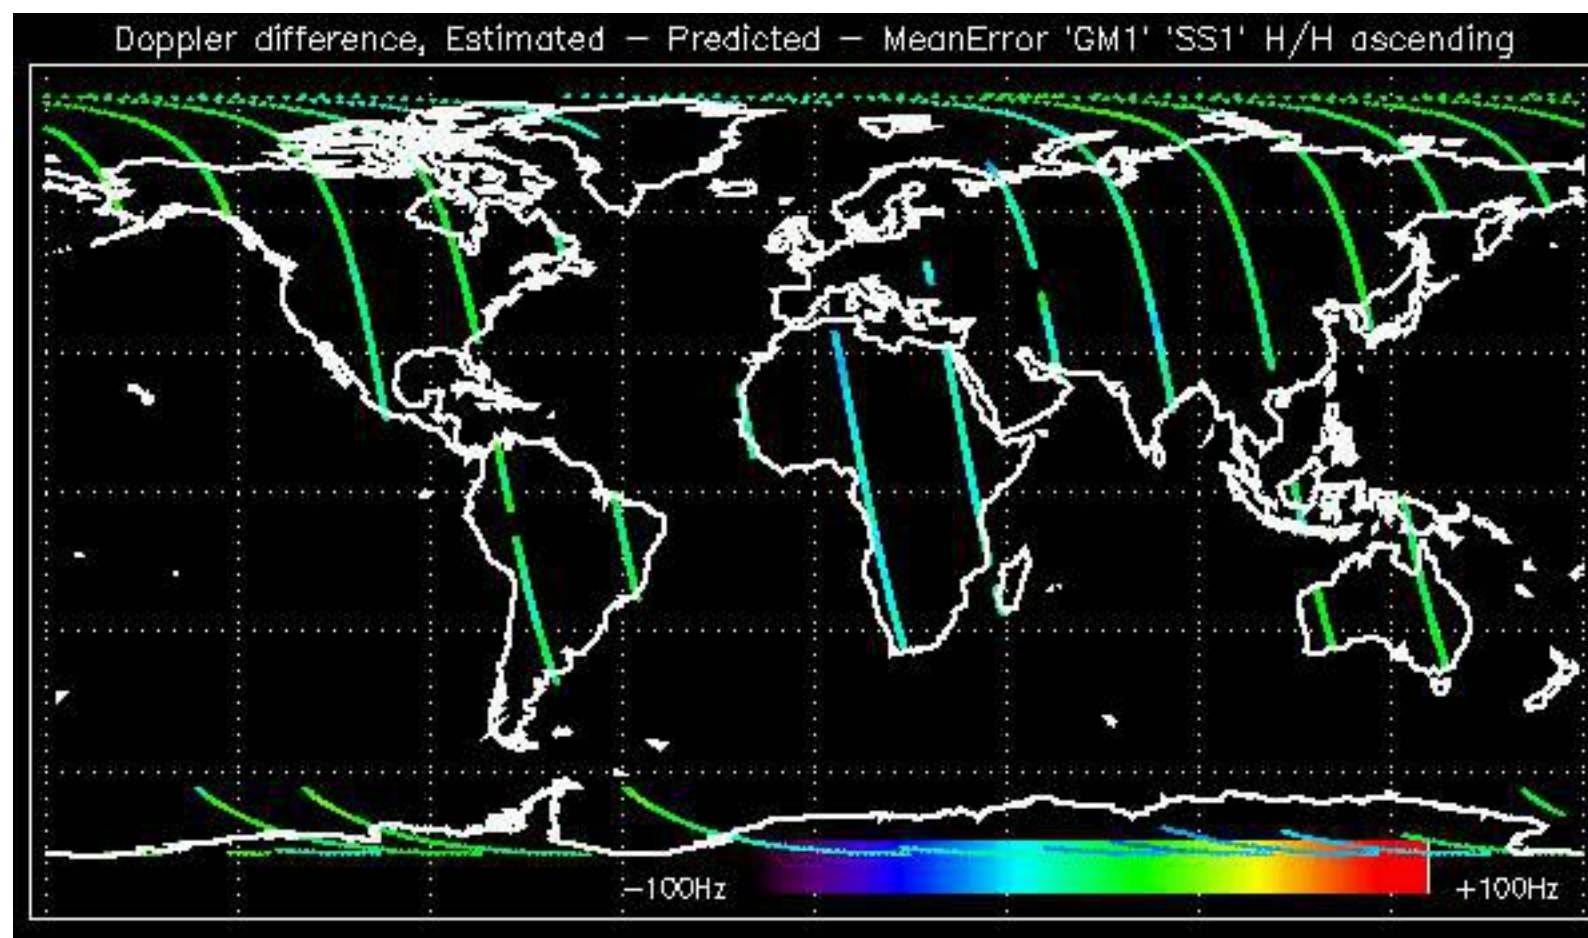 Doppler difference, Estimated – Predicted – MeanError 'GM1' 'SS1' H/H ascending
–100Hz +100Hz